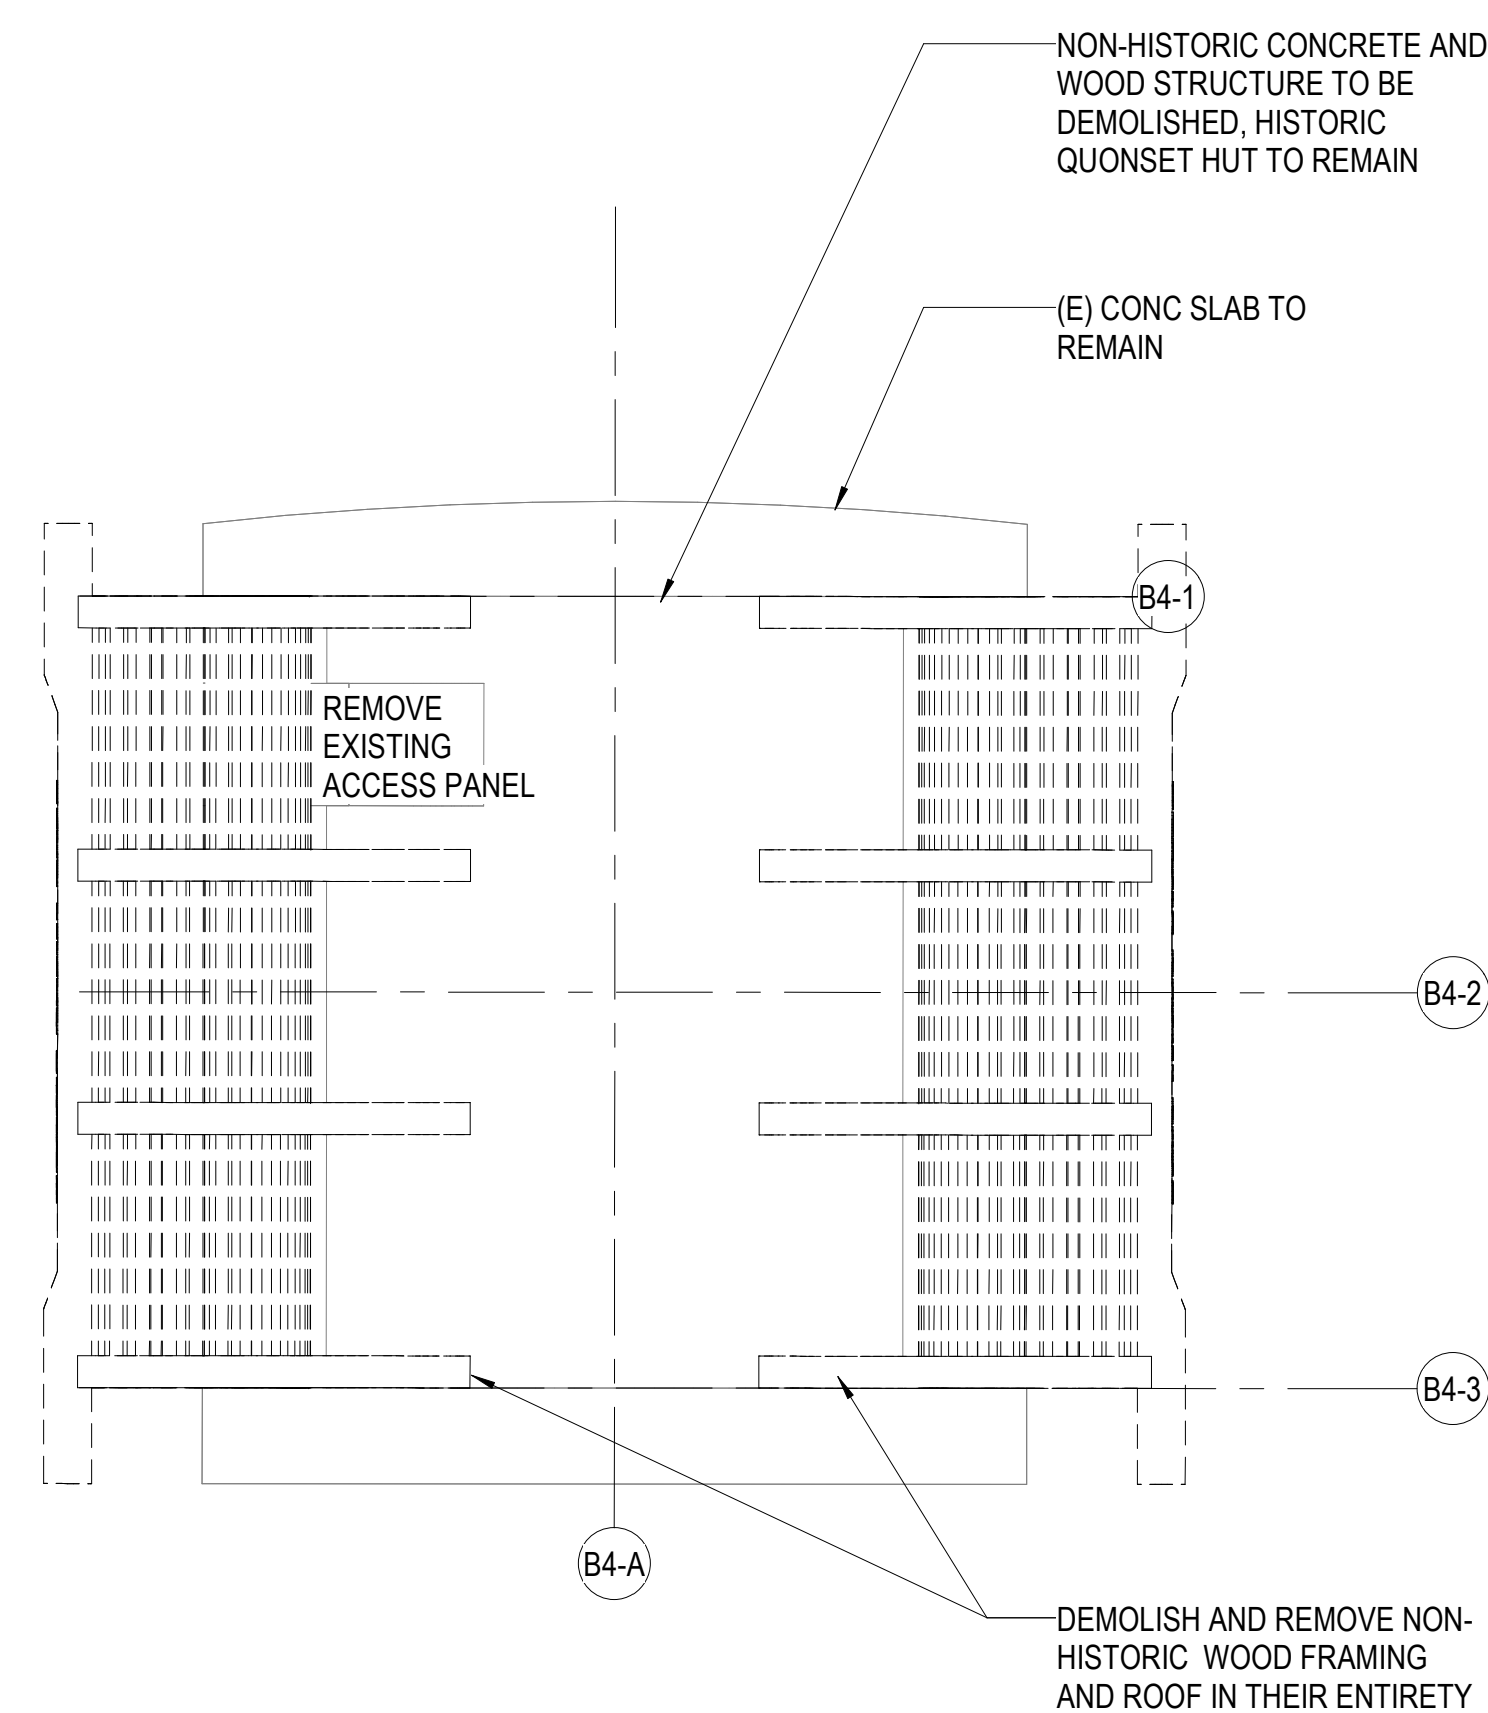 NON-HISTORIC CONCRETE AND
WOOD STRUCTURE TO BE
DEMOLISHED, HISTORIC
QUONSET HUT TO REMAIN
(E) CONC SLAB TO
REMAIN
B4-1
REMOVE
EXISTING
ACCESS PANEL
B4-2
B4-3
B4-A
DEMOLISH AND REMOVE NON-
HISTORIC WOOD FRAMING
AND ROOF IN THEIR ENTIRETY